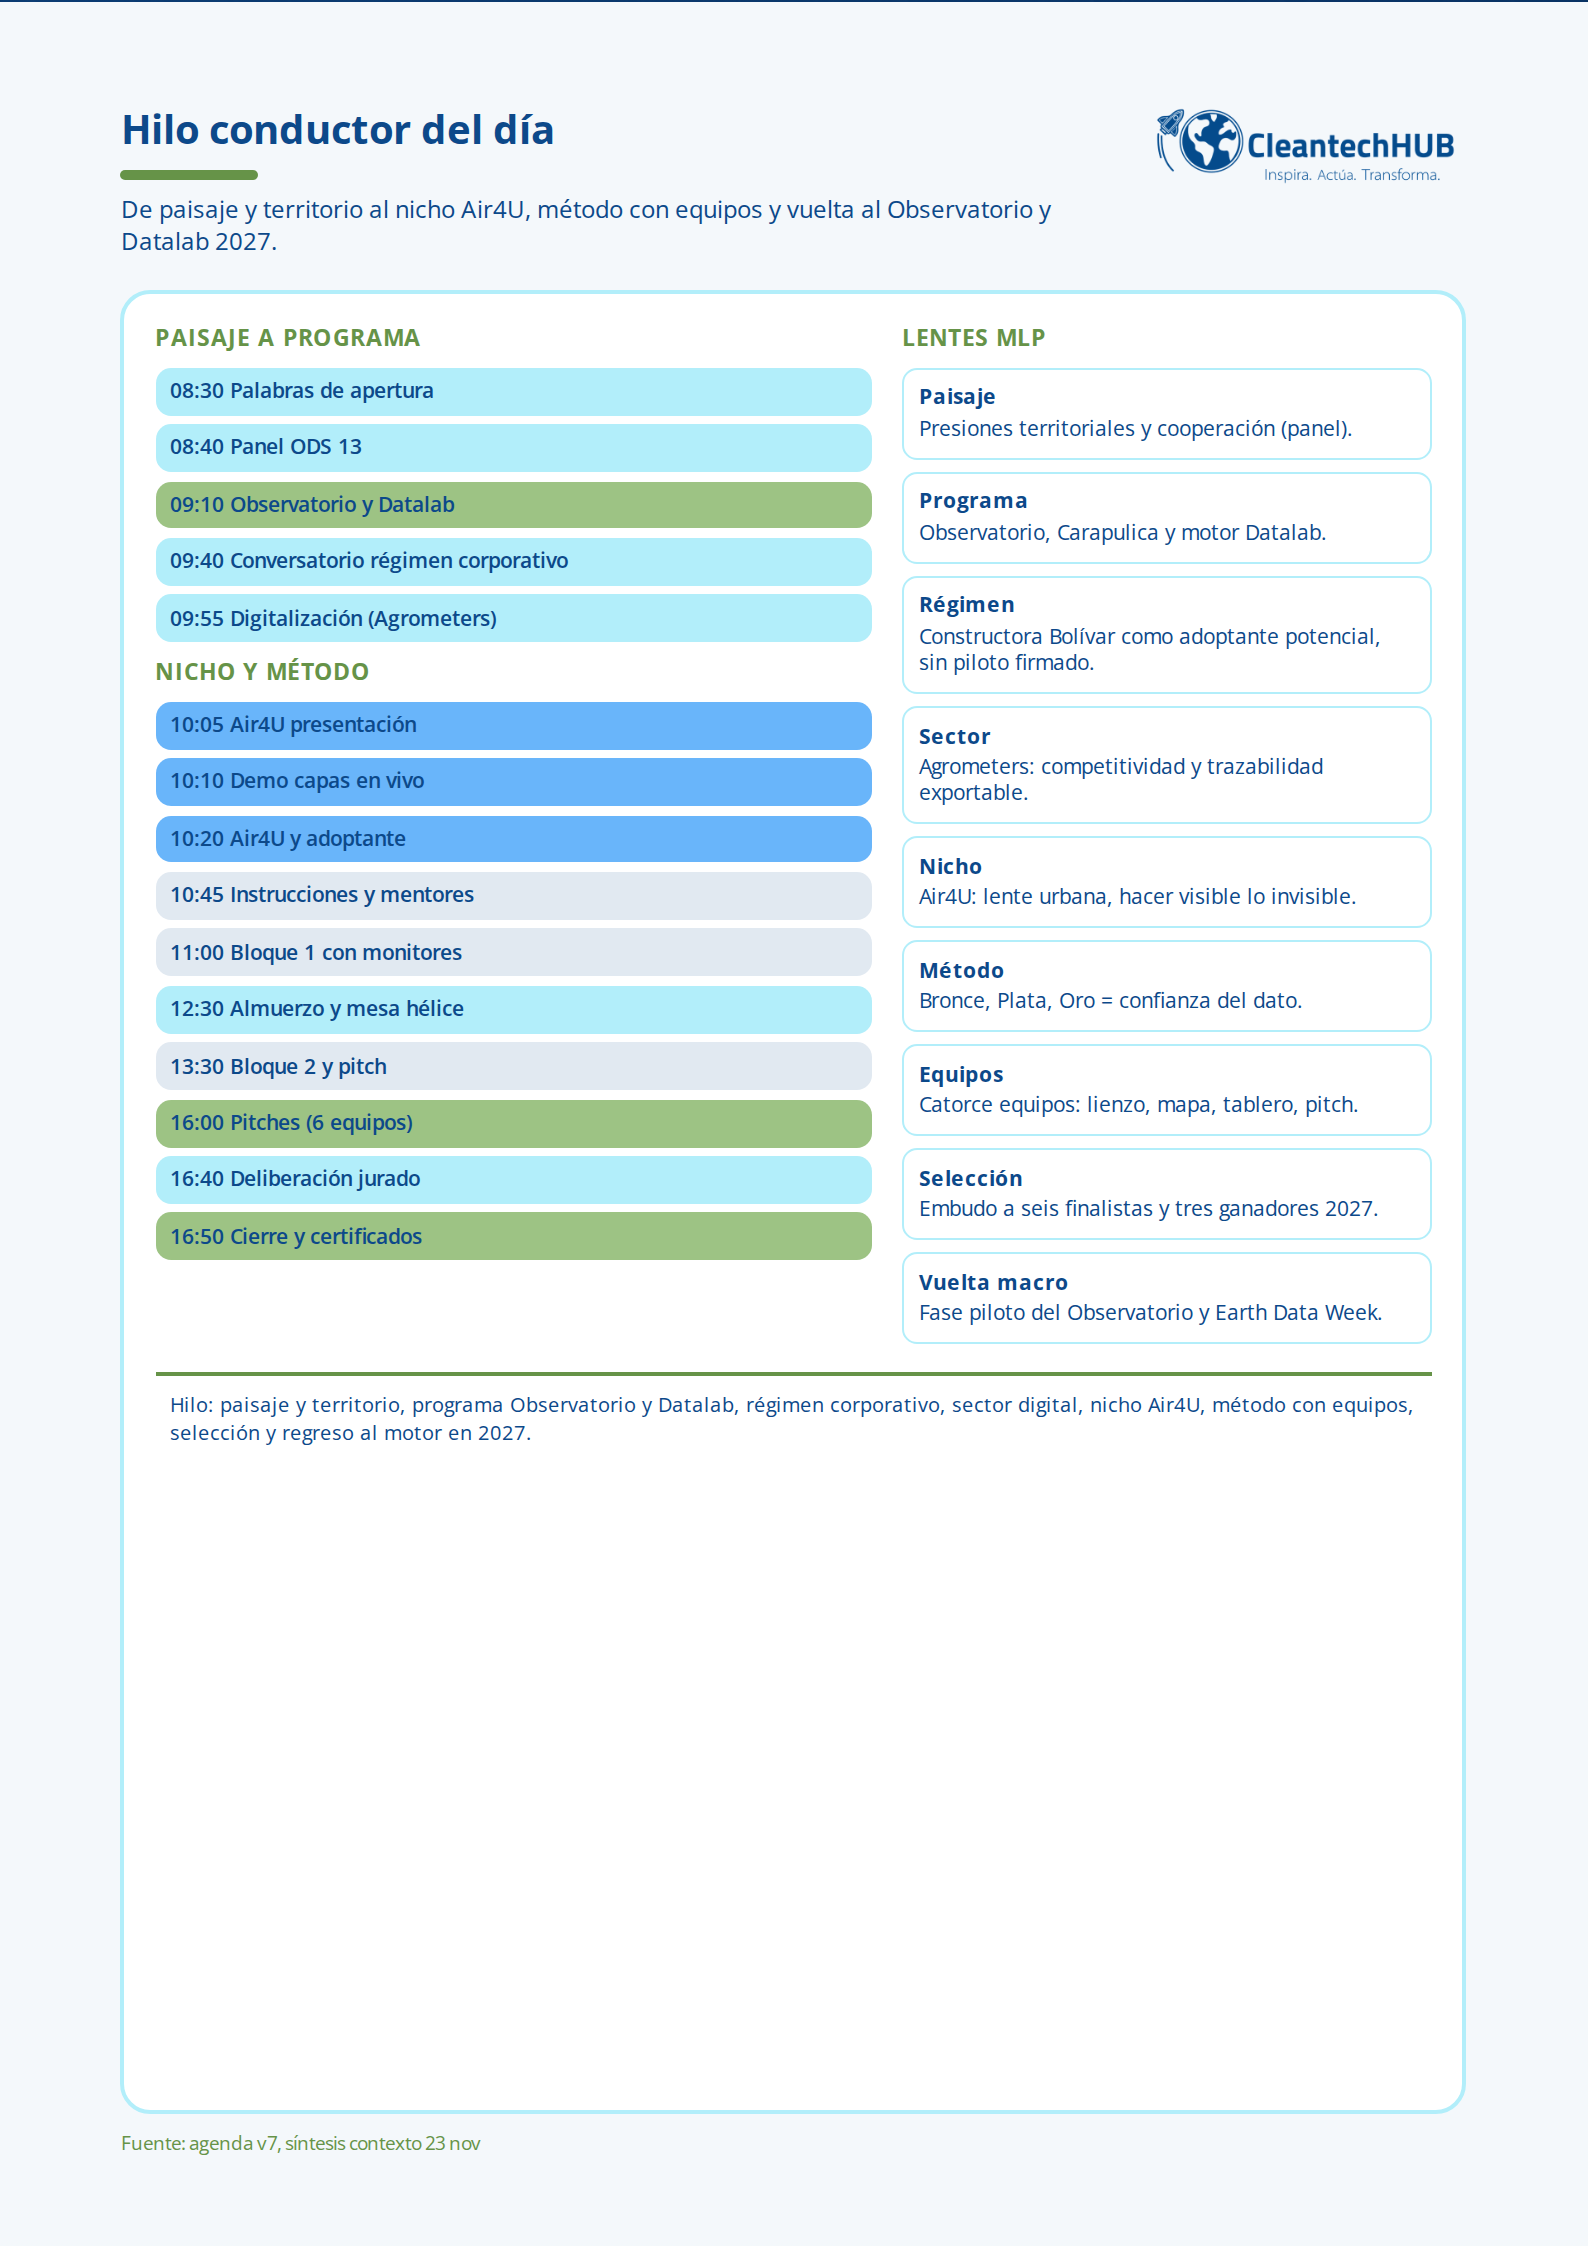 Hilo conductor del día
CleantechHUB
Inspira. Actúa. Transforma.
De paisaje y territorio al nicho Air4U, método con equipos y vuelta al Observatorio y
Datalab 2027.
PAISAJE A PROGRAMA
08:30 Palabras de apertura
08:40 Panel ODS 13
09:10 Observatorio y Datalab
09:40 Conversatorio régimen corporativo
09:55 Digitalización (Agrometers)
NICHO Y MÉTODO
10:05 Air4U presentación
10:10 Demo capas en vivo
10:20 Air4U y adoptante
10:45 Instrucciones y mentores
11:00 Bloque 1 con monitores
12:30 Almuerzo y mesa hélice
13:30 Bloque 2 y pitch
16:00 Pitches (6 equipos)
16:40 Deliberación jurado
16:50 Cierre y certificados
LENTES MLP
Paisaje
Presiones territoriales y cooperación (panel).
Programa
Observatorio, Carapulica y motor Datalab.
Régimen
Constructora Bolívar como adoptante potencial,
sin piloto firmado.
Sector
Agrometers: competitividad y trazabilidad
exportable.
Nicho
Air4U: lente urbana, hacer visible lo invisible.
Método
Bronce, Plata, Oro = confianza del dato.
Equipos
Catorce equipos: lienzo, mapa, tablero, pitch.
Selección
Embudo a seis finalistas y tres ganadores 2027.
Vuelta macro
Fase piloto del Observatorio y Earth Data Week.
Hilo: paisaje y territorio, programa Observatorio y Datalab, régimen corporativo, sector digital, nicho Air4U, método con equipos,
selección y regreso al motor en 2027.
Fuente: agenda v7, síntesis contexto 23 nov